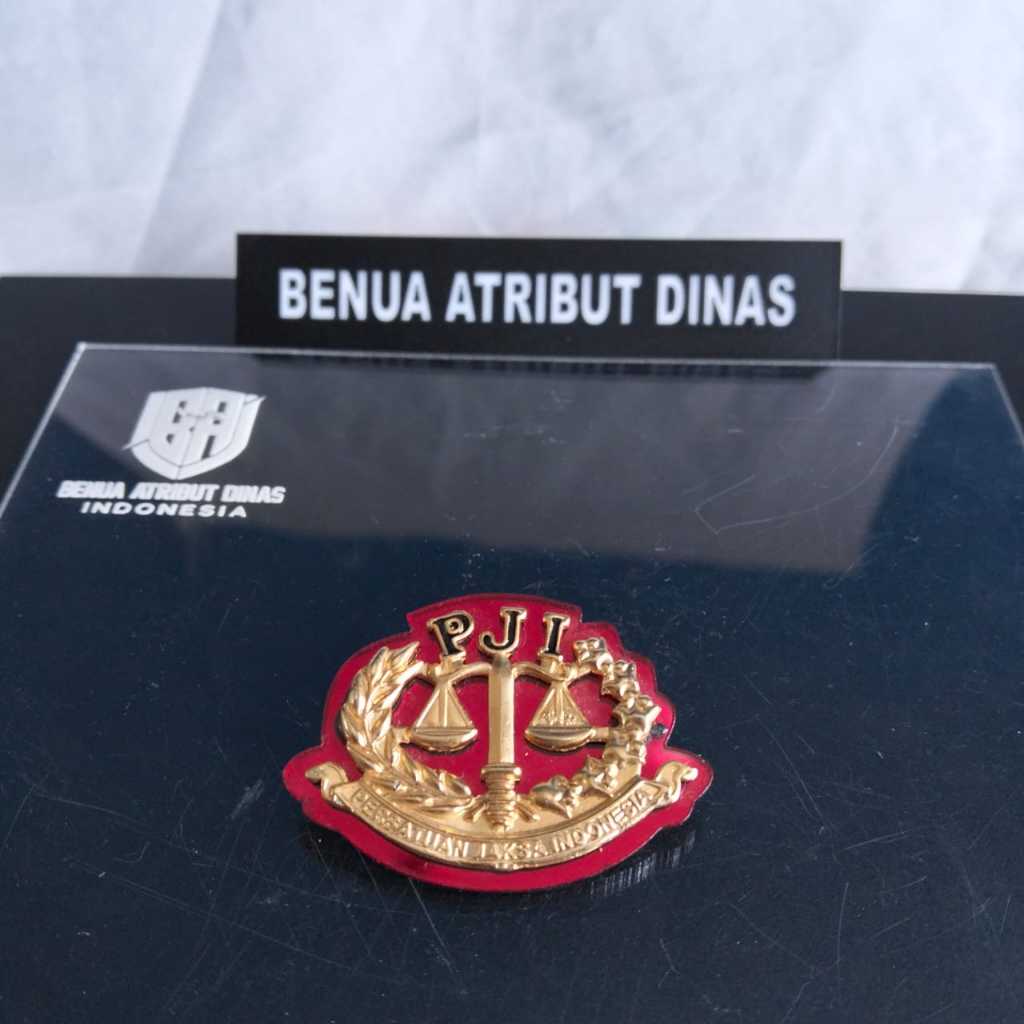 BENUA ATRIBUT DINAS
BENUA ATRIBUT DINAS
INDONESIA
PJI
PERSATUAN JAKSA INDONESIA